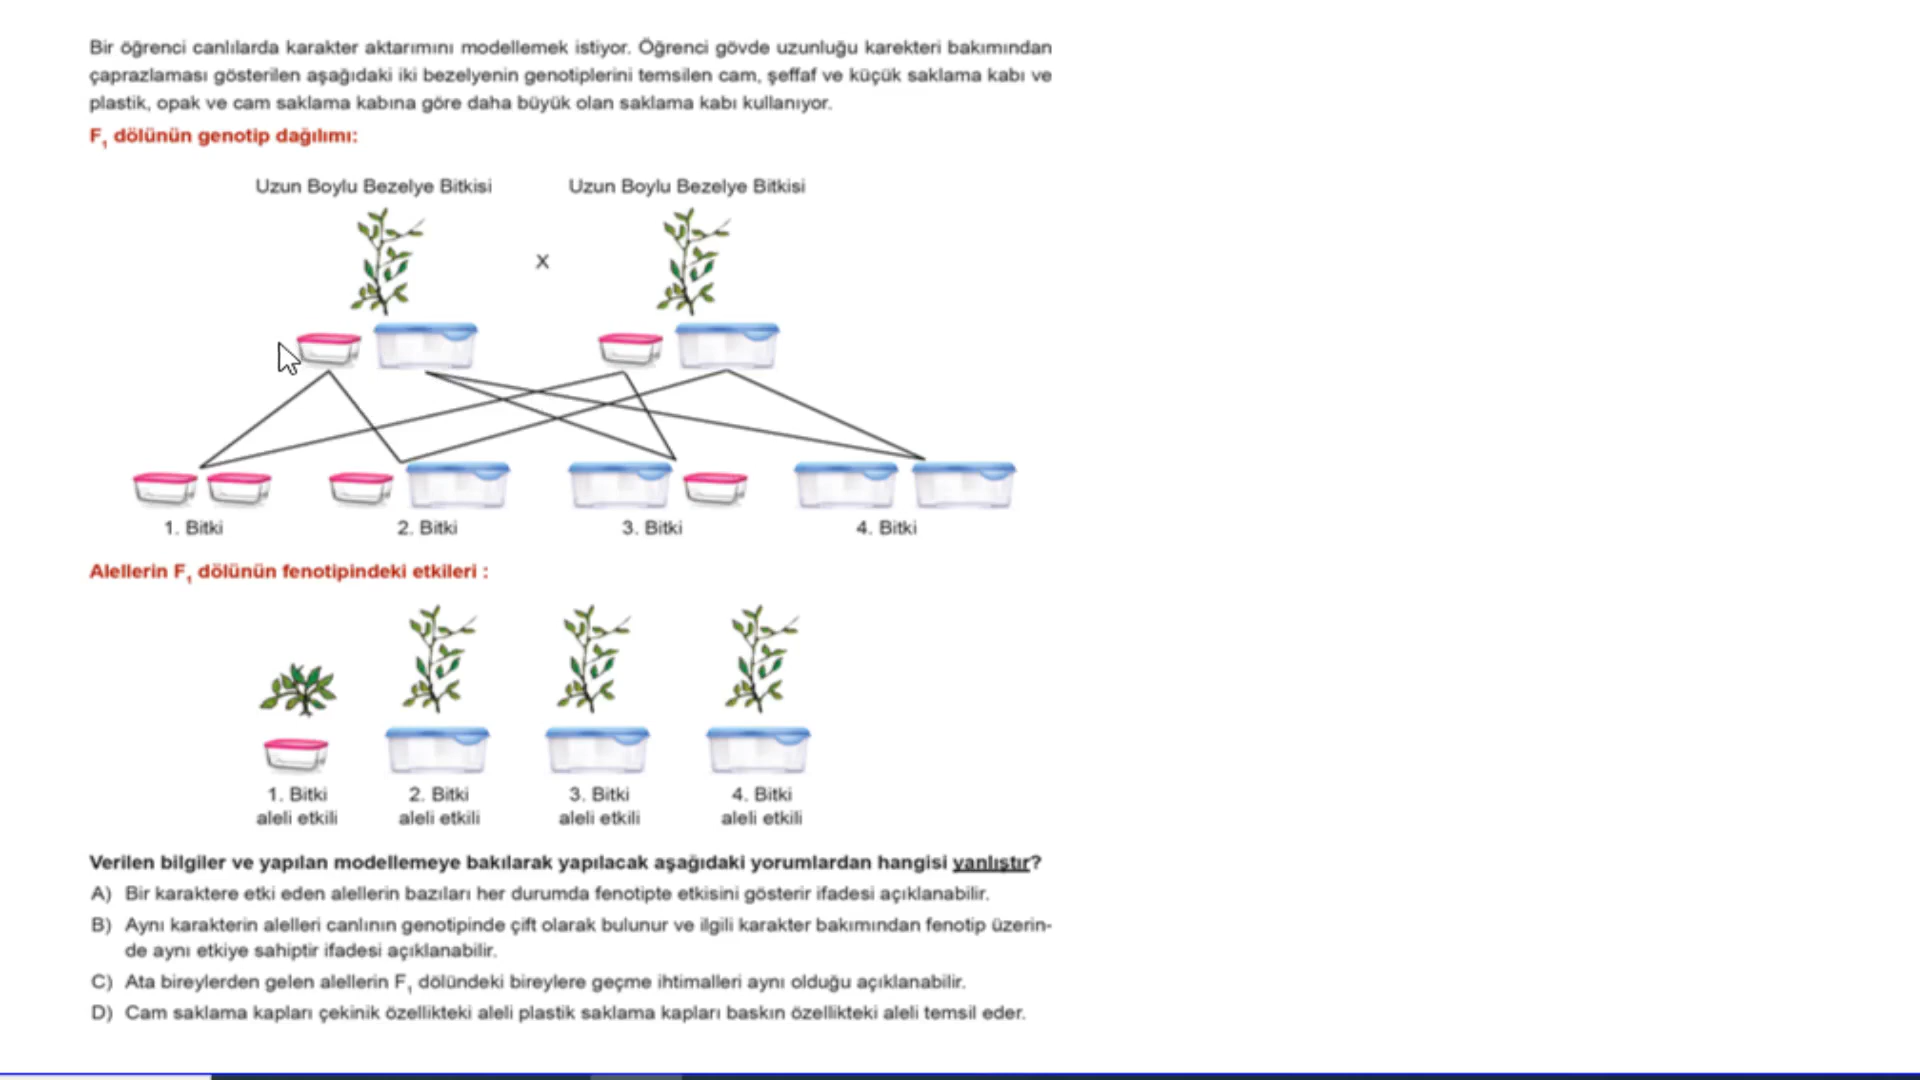 Bir öğrenci canlılarda karakter aktarımını modellemek istiyor. Öğrenci gövde uzunluğu karekteri bakımından
çaprazlaması gösterilen aşağıdaki iki bezelyenin genotiplerini temsilen cam, şeffaf ve küçük saklama kabı ve
plastik, opak ve cam saklama kabına göre daha büyük olan saklama kabı kullanıyor.
F₁ dölünün genotip dağılımı:
Uzun Boylu Bezelye Bitkisi Uzun Boylu Bezelye Bitkisi
X
1. Bitki 2. Bitki 3. Bitki 4. Bitki
Alellerin F₁ dölünün fenotipindeki etkileri :
1. Bitki 2. Bitki 3. Bitki 4. Bitki
aleli etkili aleli etkili aleli etkili aleli etkili
Verilen bilgiler ve yapılan modellemeye bakılarak yapılacak aşağıdaki yorumlardan hangisi yanlıştır?
A) Bir karaktere etki eden alellerin bazıları her durumda fenotipte etkisini gösterir ifadesi açıklanabilir.
B) Aynı karakterin alelleri canlının genotipinde çift olarak bulunur ve ilgili karakter bakımından fenotip üzerin-
de aynı etkiye sahiptir ifadesi açıklanabilir.
C) Ata bireylerden gelen alellerin F₁ dölündeki bireylere geçme ihtimalleri aynı olduğu açıklanabilir.
D) Cam saklama kapları çekinik özellikteki aleli plastik saklama kapları baskın özellikteki aleli temsil eder.